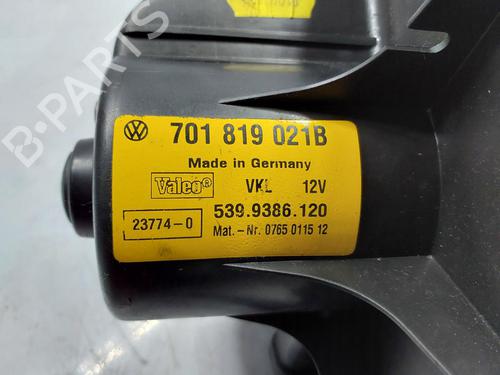 701 819 021B
Made in Germany
Valeo® VKL 12V
539.9386.120
23774-0
Mat.-Nr. 0765 0115 12
B-PARTS